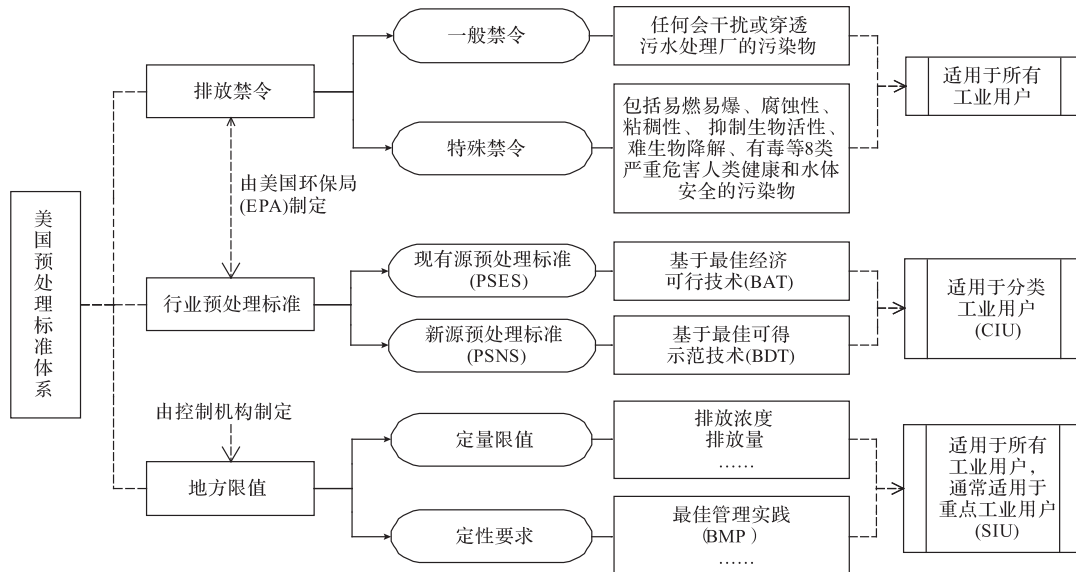 美国预处理标准体系
排放禁令
由美国环保局
(EPA)制定
行业预处理标准
由控制机构制定
地方限值
一般禁令
任何会干扰或穿透
污水处理厂的污染物
特殊禁令
包括易燃易爆、腐蚀性、
粘稠性、抑制生物活性、
难生物降解、有毒等8类
严重危害人类健康和水体
安全的污染物
适用于所有
工业用户
现有源预处理标准
(PSES)
基于最佳经济
可行技术(BAT)
新源预处理标准
(PSNS)
基于最佳可得
示范技术(BDT)
适用于分类
工业用户
(CIU)
定量限值
排放浓度
排放量
……
定性要求
最佳管理实践
(BMP)
……
适用于所有
工业用户，
通常适用于
重点工业用户
(SIU)